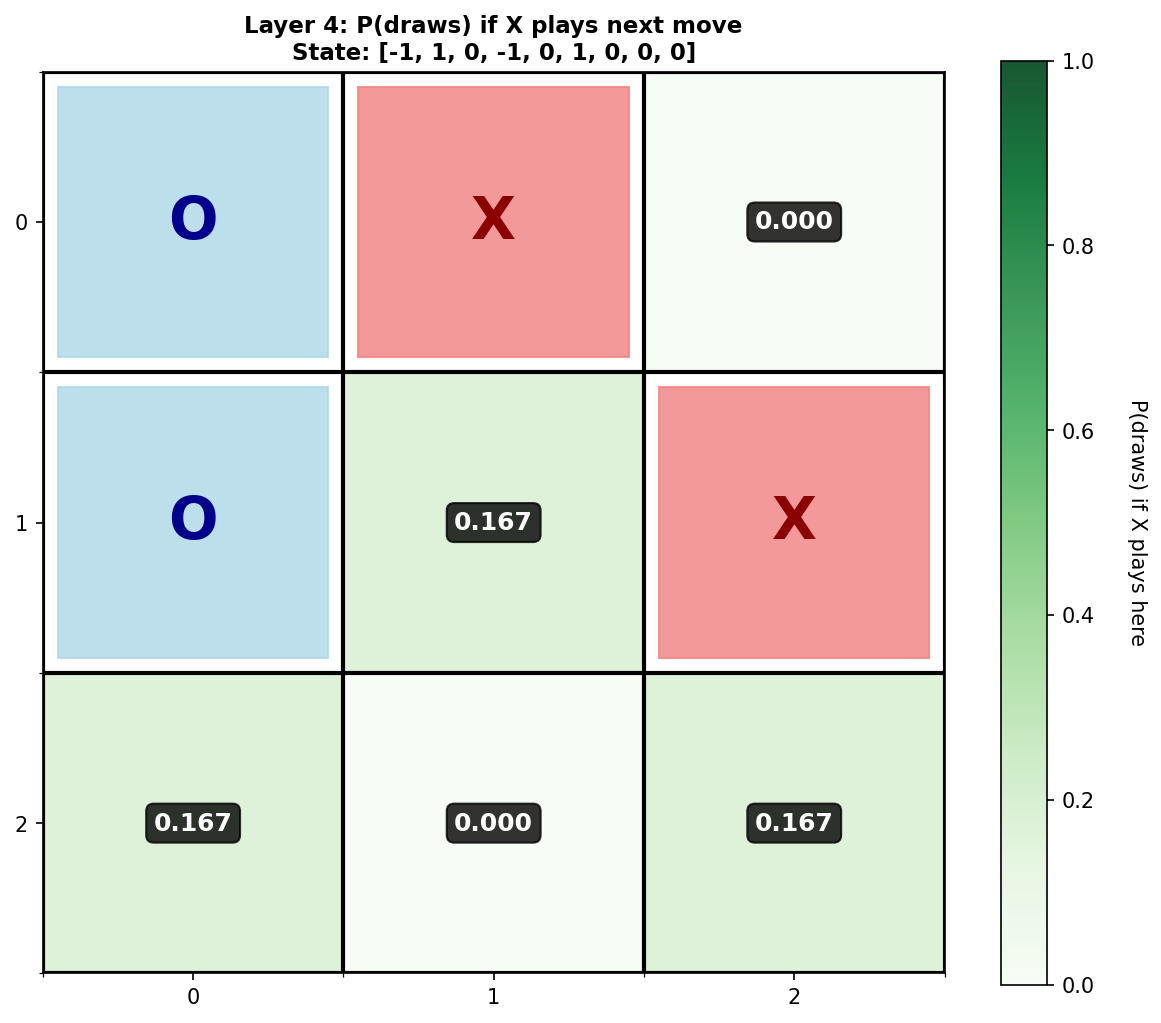 Layer 4: P(draws) if X plays next move
State: [-1, 1, 0, -1, 0, 1, 0, 0, 0]
O X 0.000
O 0.167 X
0.167 0.000 0.167
0
1
2
0 1 2
1.0
0.8
0.6
0.4
0.2
0.0
P(draws) if X plays here